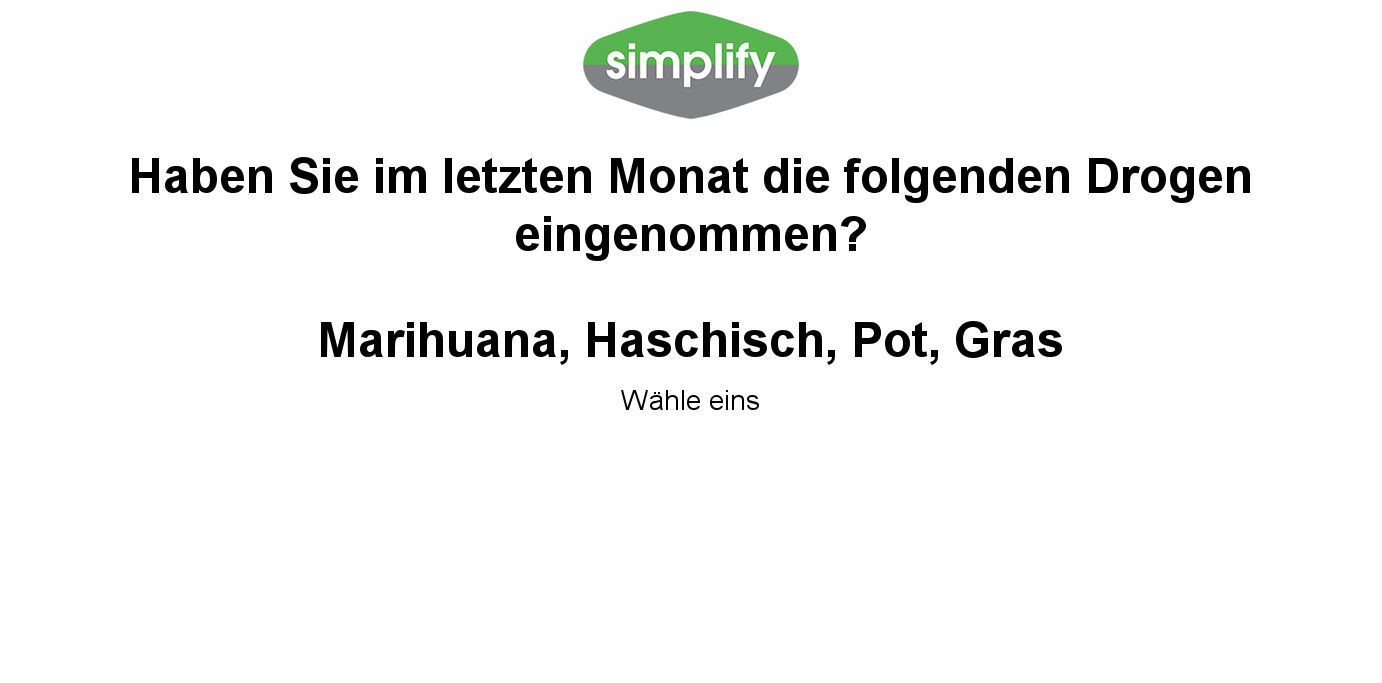 simplify
Haben Sie im letzten Monat die folgenden Drogen
eingenommen?
Marihuana, Haschisch, Pot, Gras
Wähle eins